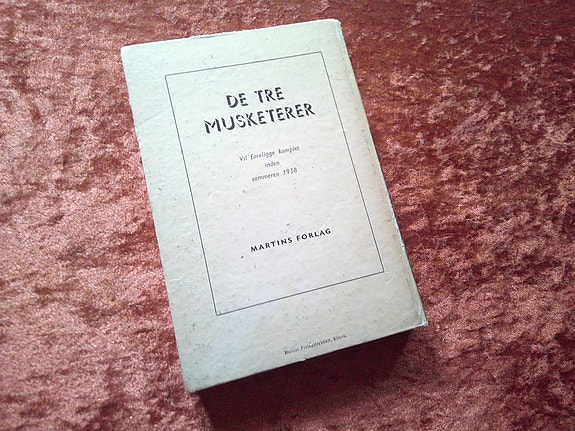 DE TRE
MUSKETERER
Vil foreligge komplet
inden
sommeren 1958
MARTINS FORLAG